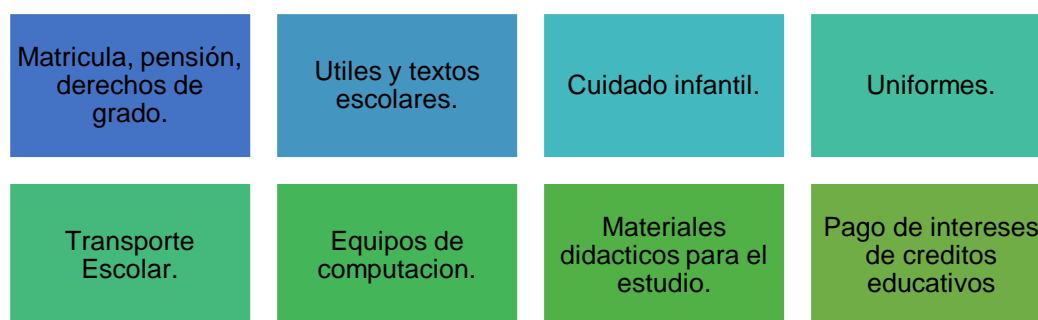 Matricula, pensión,
derechos de
grado.
Utiles y textos
escolares.
Cuidado infantil.
Uniformes.
Transporte
Escolar.
Equipos de
computacion.
Materiales
didacticos para el
estudio.
Pago de intereses
de creditos
educativos